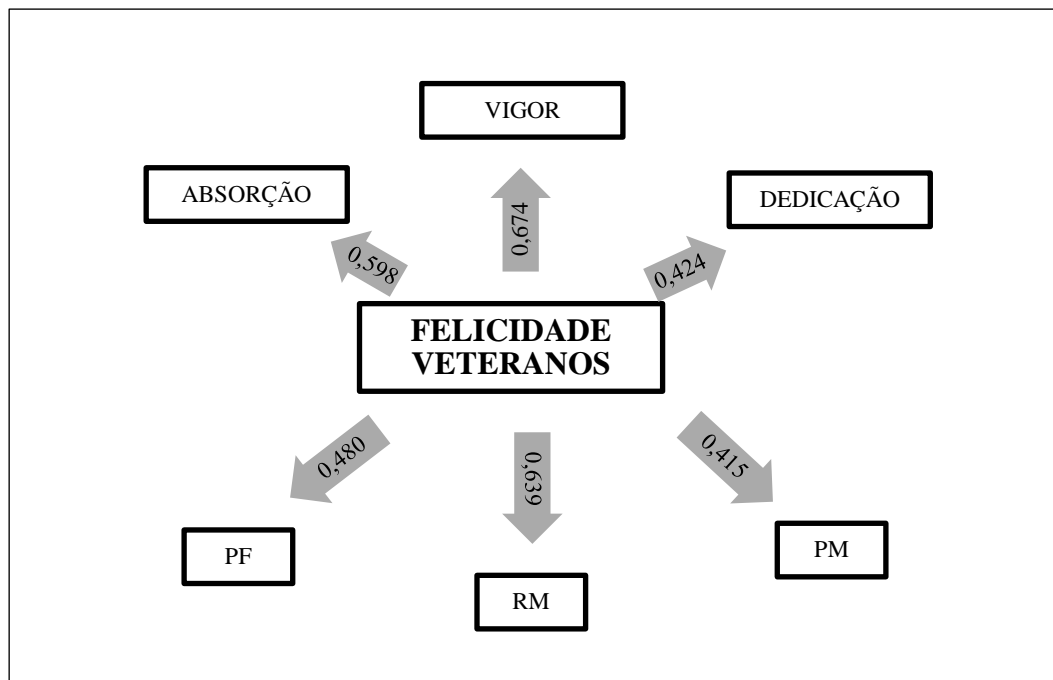 VIGOR
ABSORÇÃO
DEDICAÇÃO
0,674
0,598
0,424
FELICIDADE
VETERANOS
0,480
0,639
0,415
PF
RM
PM